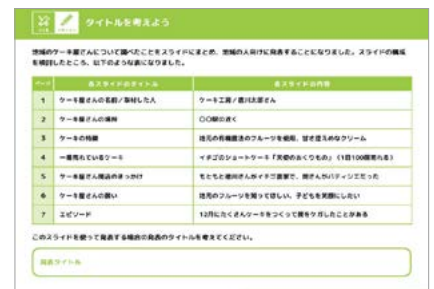 タイトルを考えよう
地域のケーキ屋さんについて調べたことをスライドにまとめ、地域の人向けに発表することになりました。スライドの構成
を検討したところ、以下のような表になりました。
ページ 各スライドのタイトル 各スライドの内容
1 ケーキ屋さんの名前/取材した人 ケーキ工房/
2 ケーキ屋さんの場所 〇〇駅の近く
3 ケーキの特徴 地元の有機農法のフルーツを使用、甘さ控えめなクリーム
4 一番売れているケーキ イチゴのショートケーキ「天使のおくりもの」(1日100個売れる)
5 ケーキ屋さん開店のきっかけ もともと さんがイチゴ農家で、 さんがパティシエだった
6 ケーキ屋さんの願い 地元のフルーツを知ってほしい、子どもを笑顔にしたい
7 エピソード 12月にたくさんケーキをつくって腕をケガしたことがある
このスライドを使って発表する場合の発表のタイトルを考えてください。
発表タイトル